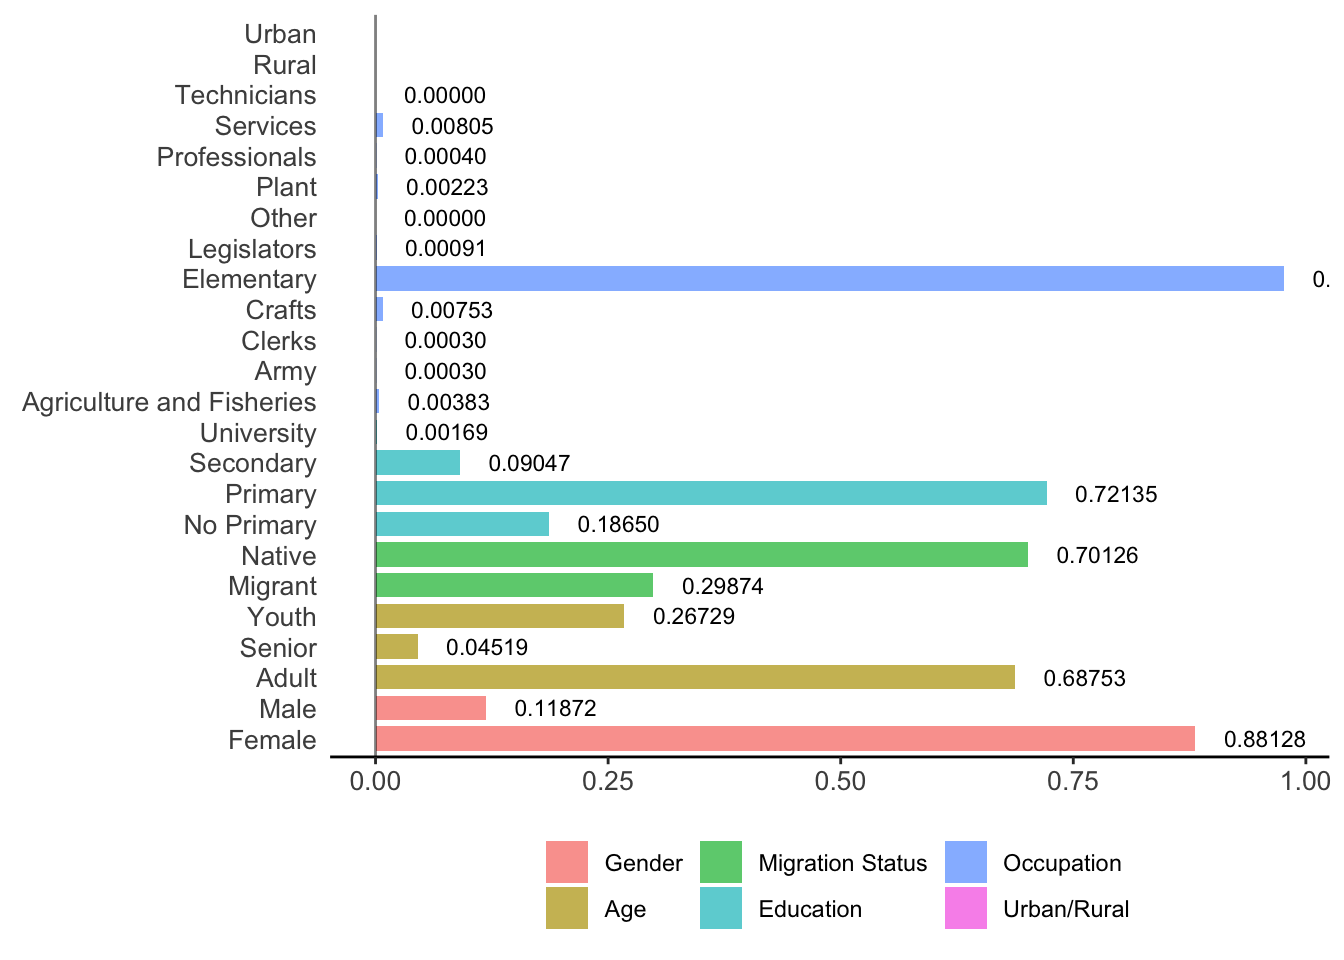 Urban
Rural
Technicians 0.00000
Services 0.00805
Professionals 0.00040
Plant 0.00223
Other 0.00000
Legislators 0.00091
Elementary 0.
Crafts 0.00753
Clerks 0.00030
Army 0.00030
Agriculture and Fisheries 0.00383
University 0.00169
Secondary 0.09047
Primary 0.72135
No Primary 0.18650
Native 0.70126
Migrant 0.29874
Youth 0.26729
Senior 0.04519
Adult 0.68753
Male 0.11872
Female 0.88128
0.00 0.25 0.50 0.75 1.00
Gender Migration Status Occupation
Age Education Urban/Rural